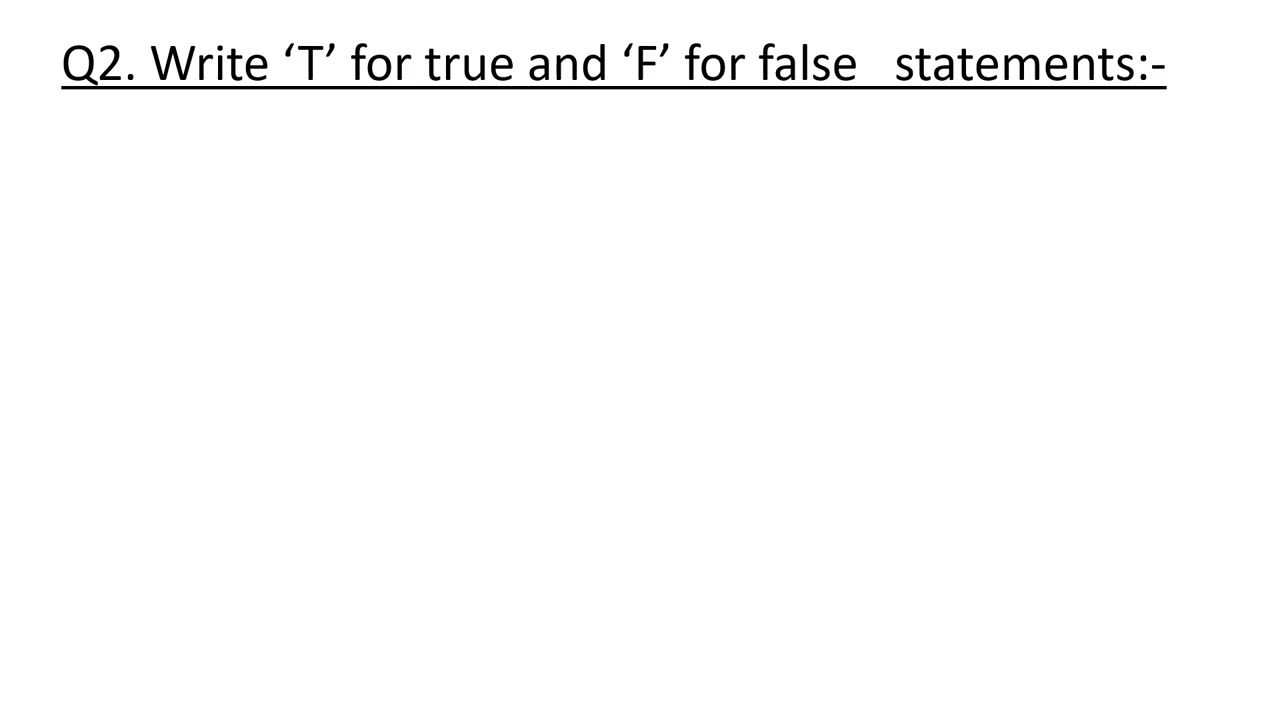 Q2. Write ‘T’ for true and ‘F’ for false   statements:-